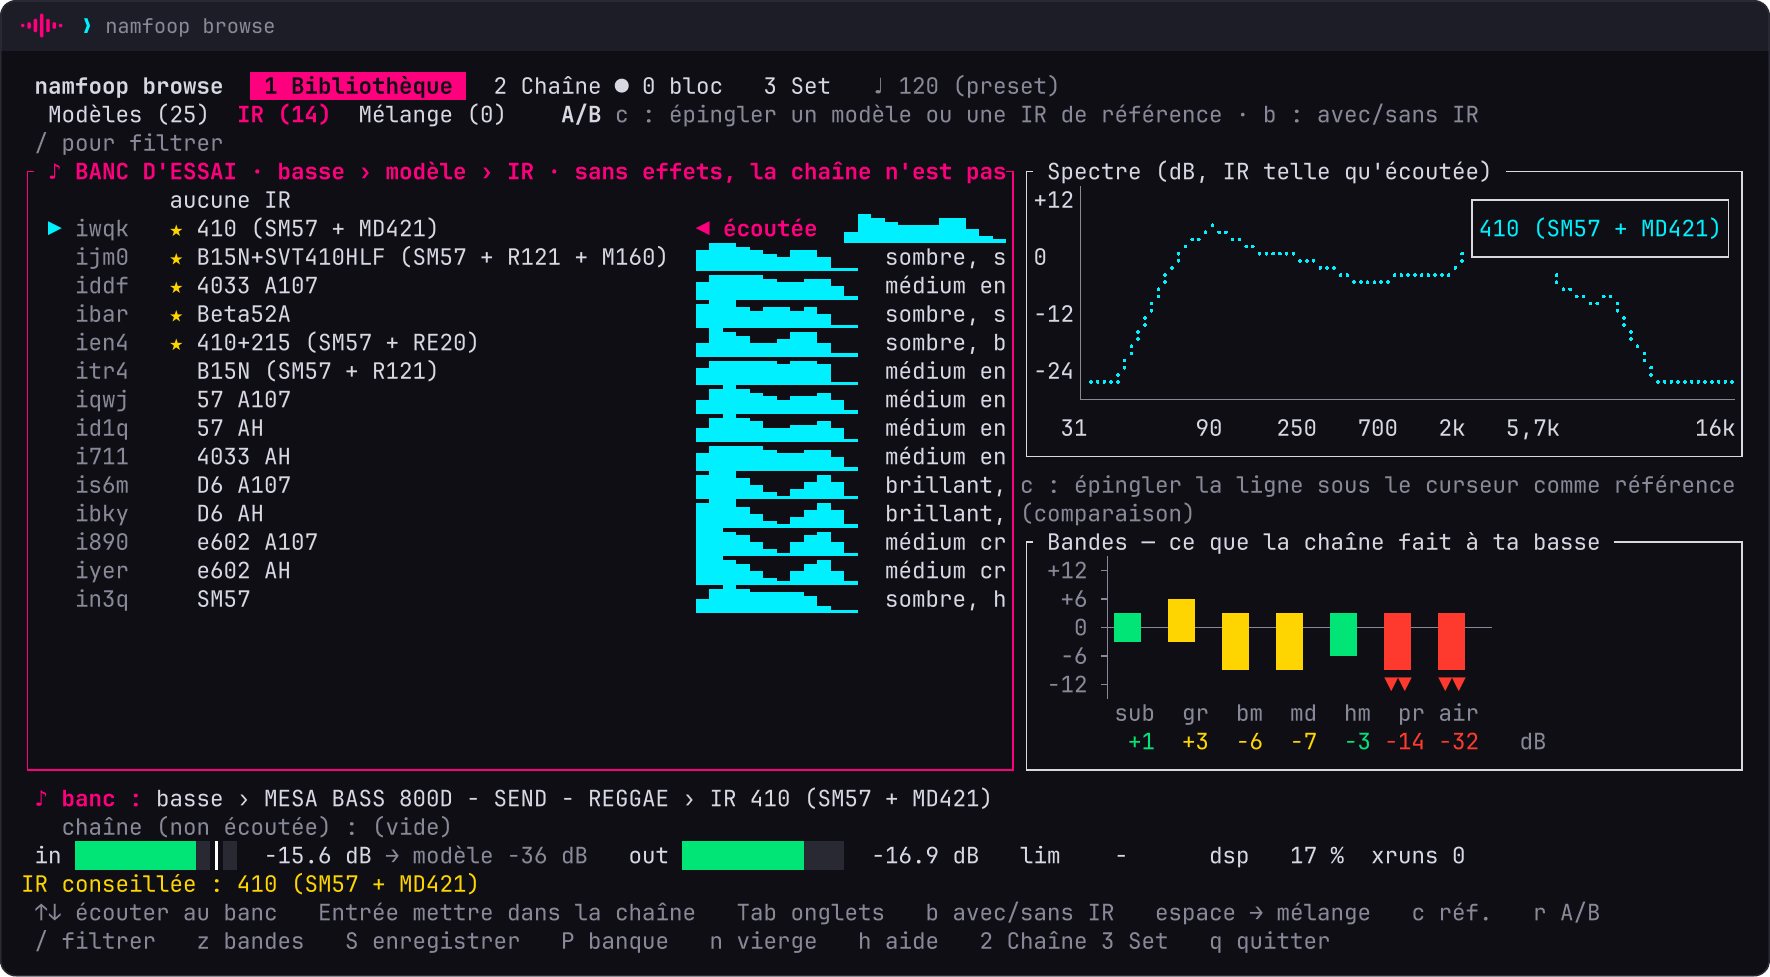 ❯ namfoop browse
namfoop browse 1 Bibliothèque 2 Chaîne ● 0 bloc 3 Set ♩ 120 (preset)
Modèles (25) IR (14) Mélange (0) A/B c : épingler un modèle ou une IR de référence · b : avec/sans IR
/ pour filtrer
♪ BANC D'ESSAI · basse › modèle › IR · sans effets, la chaîne n'est pas
aucune IR
▶ iwqk ★ 410 (SM57 + MD421) ◀ écoutée
ijm0 ★ B15N+SVT410HLF (SM57 + R121 + M160) sombre, s
iddf ★ 4033 A107 médium en
ibar ★ Beta52A sombre, s
ien4 ★ 410+215 (SM57 + RE20) sombre, b
itr4 B15N (SM57 + R121) médium en
iqwj 57 A107 médium en
id1q 57 AH médium en
i711 4033 AH médium en
is6m D6 A107 brillant,
ibky D6 AH brillant,
i890 e602 A107 médium cr
iyer e602 AH médium cr
in3q SM57 sombre, h
Spectre (dB, IR telle qu'écoutée)
+12
410 (SM57 + MD421)
0
-12
-24
31 90 250 700 2k 5,7k 16k
c : épingler la ligne sous le curseur comme référence
(comparaison)
Bandes — ce que la chaîne fait à ta basse
+12
+6
0
-6
-12
sub gr bm md hm pr air
+1 +3 -6 -7 -3 -14 -32 dB
♪ banc : basse › MESA BASS 800D - SEND - REGGAE › IR 410 (SM57 + MD421)
chaîne (non écoutée) : (vide)
in -15.6 dB → modèle -36 dB out -16.9 dB lim - dsp 17 % xruns 0
IR conseillée : 410 (SM57 + MD421)
↑↓ écouter au banc Entrée mettre dans la chaîne Tab onglets b avec/sans IR espace → mélange c réf. r A/B
/ filtrer z bandes S enregistrer P banque n vierge h aide 2 Chaîne 3 Set q quitter